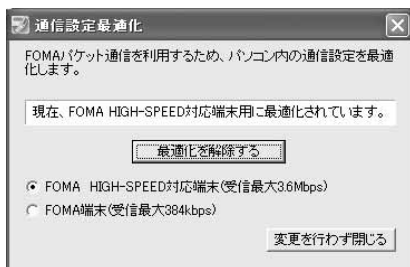 通信設定最適化
FOMAパケット通信を利用するため、パソコン内の通信設定を最適
化します。
現在、FOMA HIGH-SPEED対応端末用に最適化されています。
最適化を解除する
FOMA HIGH-SPEED対応端末(受信最大3.6Mbps)
FOMA端末(受信最大384kbps)
変更を行わず閉じる